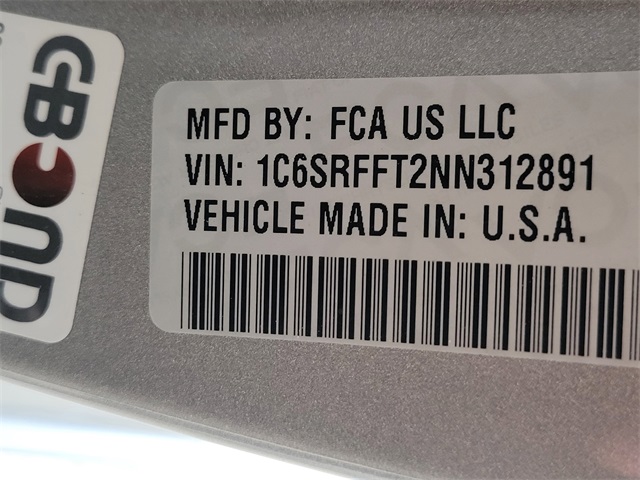 MFD BY: FCA US LLC
VIN: 1C6SRFFT2NN312891
VEHICLE MADE IN: U.S.A.